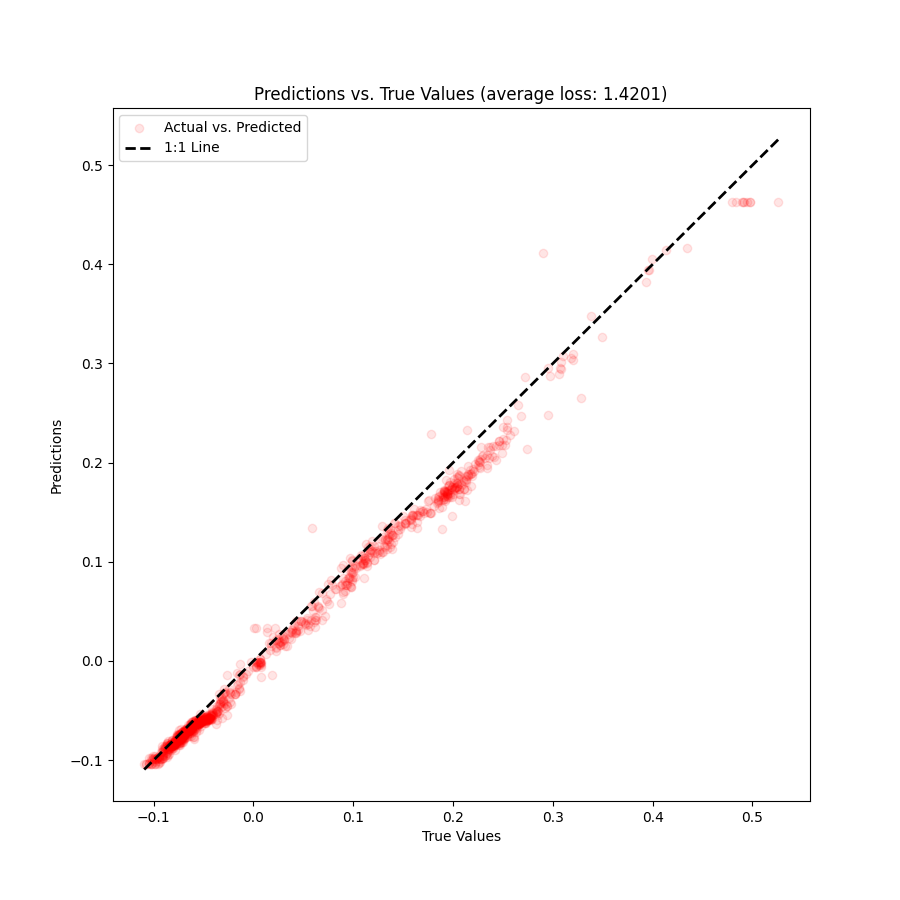 Predictions vs. True Values (average loss: 1.4201)
Actual vs. Predicted
1:1 Line
0.5
0.4
0.3
0.2
0.1
0.0
−0.1
Predictions
−0.1 0.0 0.1 0.2 0.3 0.4 0.5
True Values